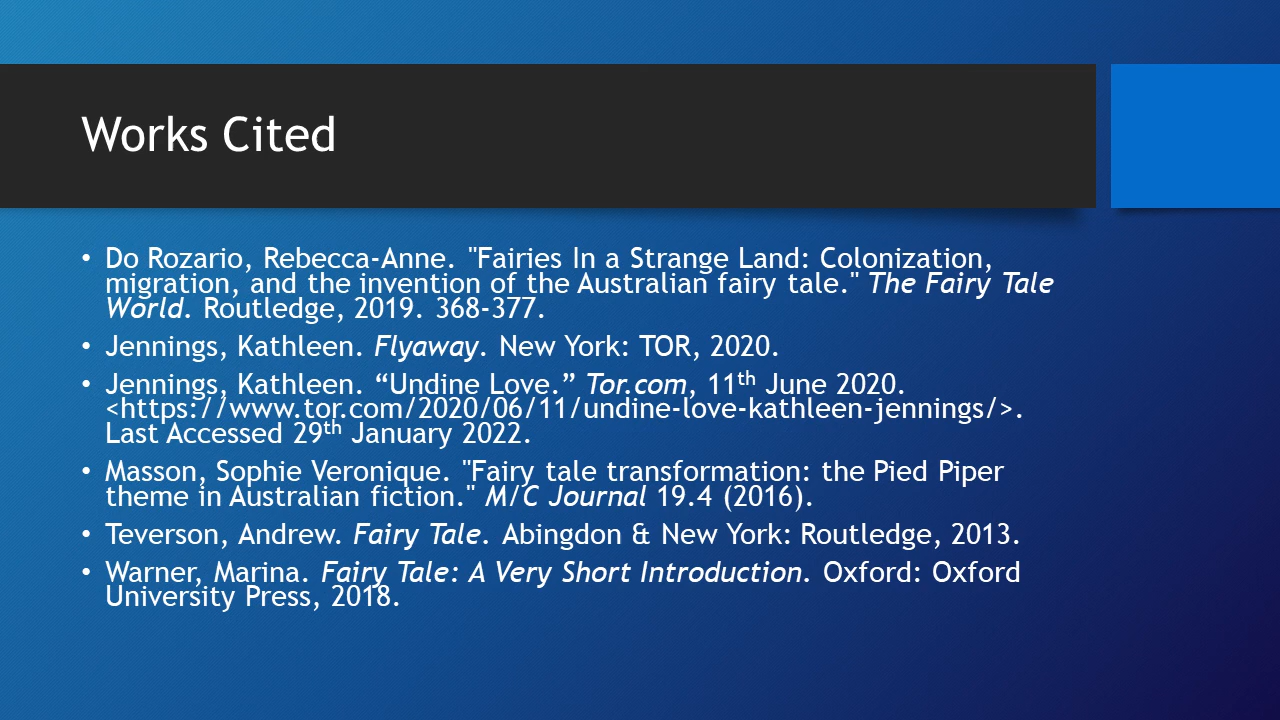 Works Cited
• Do Rozario, Rebecca-Anne. "Fairies In a Strange Land: Colonization,
migration, and the invention of the Australian fairy tale." The Fairy Tale
World. Routledge, 2019. 368-377.
• Jennings, Kathleen. Flyaway. New York: TOR, 2020.
• Jennings, Kathleen. “Undine Love.” Tor.com, 11th June 2020.
<https://www.tor.com/2020/06/11/undine-love-kathleen-jennings/>.
Last Accessed 29th January 2022.
• Masson, Sophie Veronique. "Fairy tale transformation: the Pied Piper
theme in Australian fiction." M/C Journal 19.4 (2016).
• Teverson, Andrew. Fairy Tale. Abingdon & New York: Routledge, 2013.
• Warner, Marina. Fairy Tale: A Very Short Introduction. Oxford: Oxford
University Press, 2018.